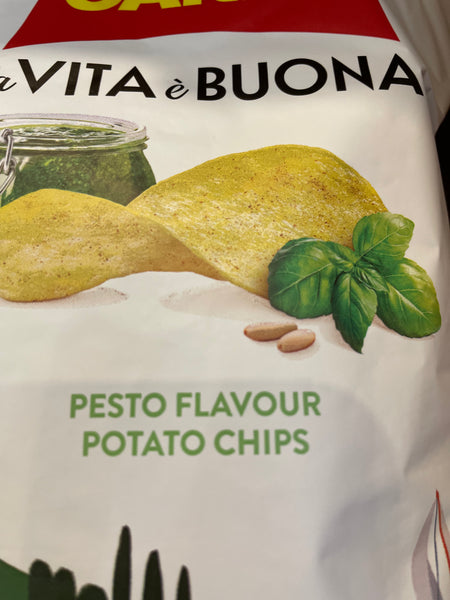 VITA è BUONA
PESTO FLAVOUR
POTATO CHIPS